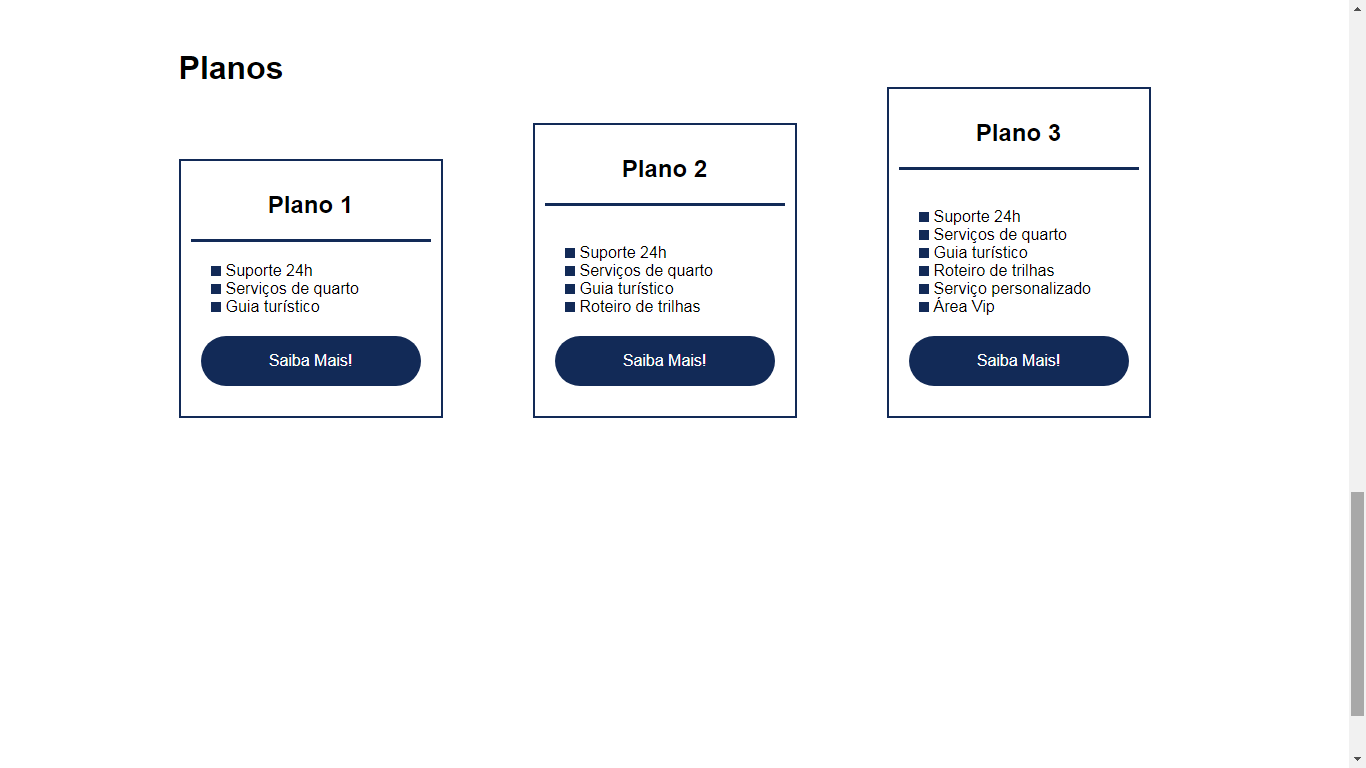 Planos
Plano 1
Suporte 24h
Serviços de quarto
Guia turístico
Saiba Mais!
Plano 2
Suporte 24h
Serviços de quarto
Guia turístico
Roteiro de trilhas
Saiba Mais!
Plano 3
Suporte 24h
Serviços de quarto
Guia turístico
Roteiro de trilhas
Serviço personalizado
Área Vip
Saiba Mais!